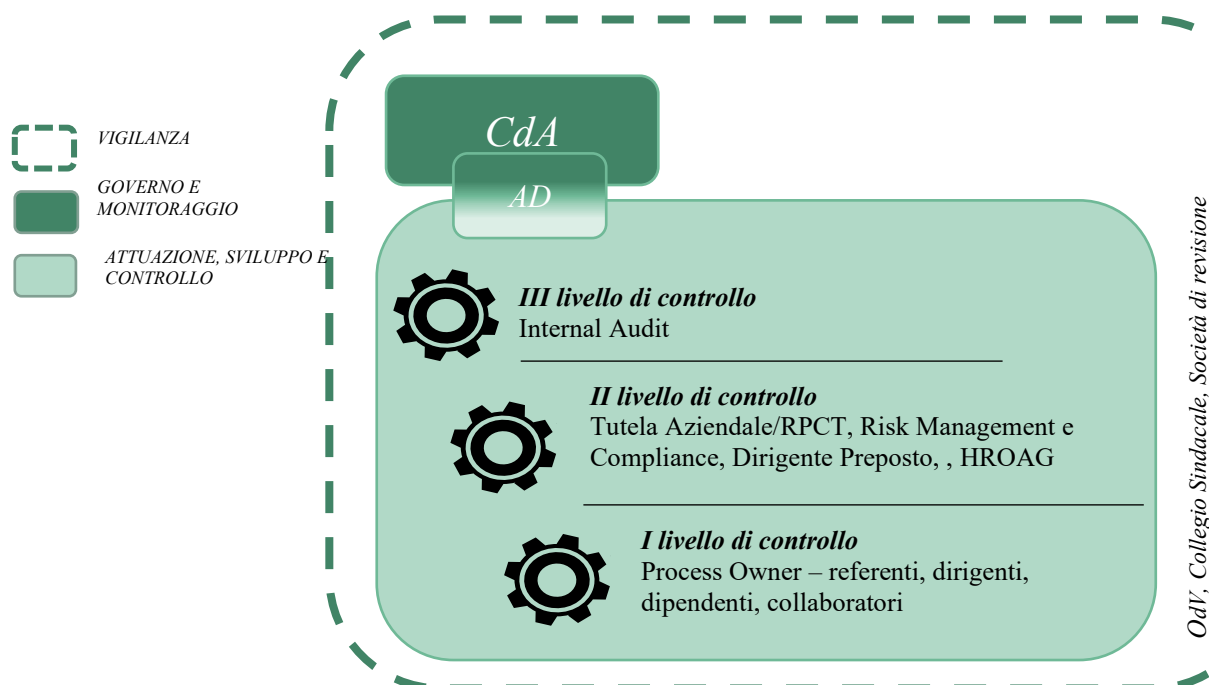 VIGILANZA
GOVERNO E
MONITORAGGIO
ATTUAZIONE, SVILUPPO E
CONTROLLO
CdA
AD
III livello di controllo
Internal Audit
II livello di controllo
Tutela Aziendale/RPCT, Risk Management e
Compliance, Dirigente Preposto, , HROAG
I livello di controllo
Process Owner – referenti, dirigenti,
dipendenti, collaboratori
OdV, Collegio Sindacale, Società di revisione